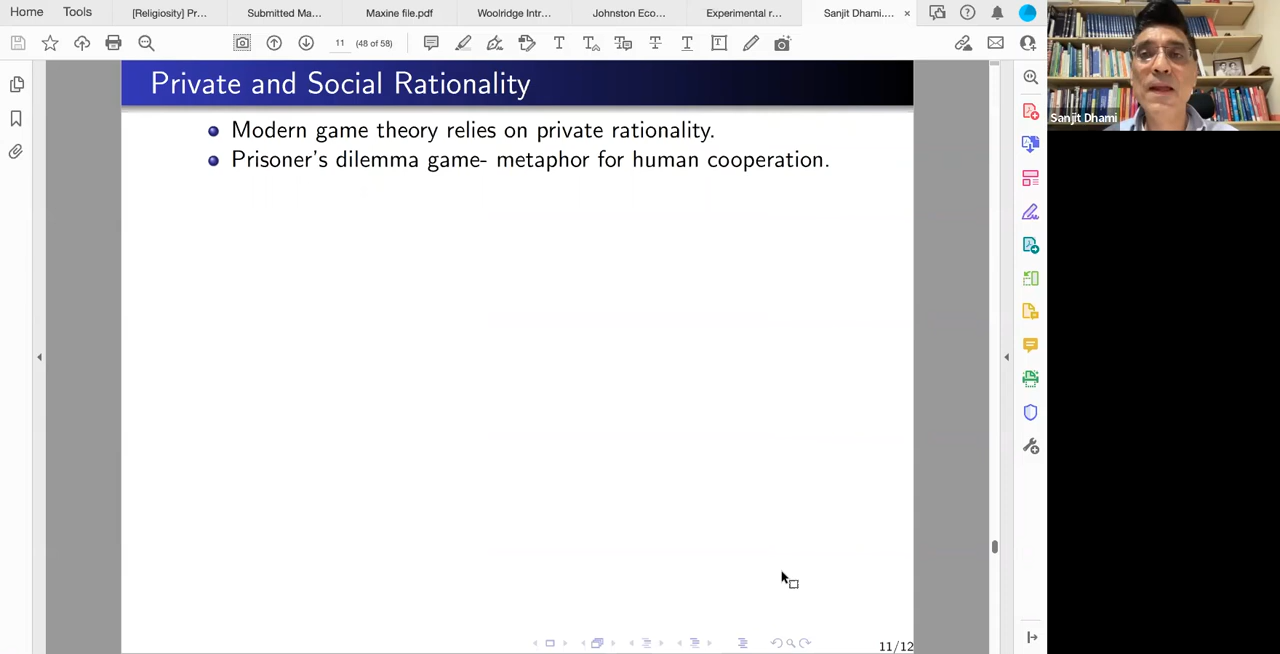 Home Tools [Religiosity] Pr... Submitted Ma... Maxine file.pdf Woolridge Intr... Johnston Eco... Experimental r... Sanjit Dhami.... ×
11 (48 of 58)
Private and Social Rationality
Modern game theory relies on private rationality.
Prisoner's dilemma game- metaphor for human cooperation.
11/12
Sanjit Dhami